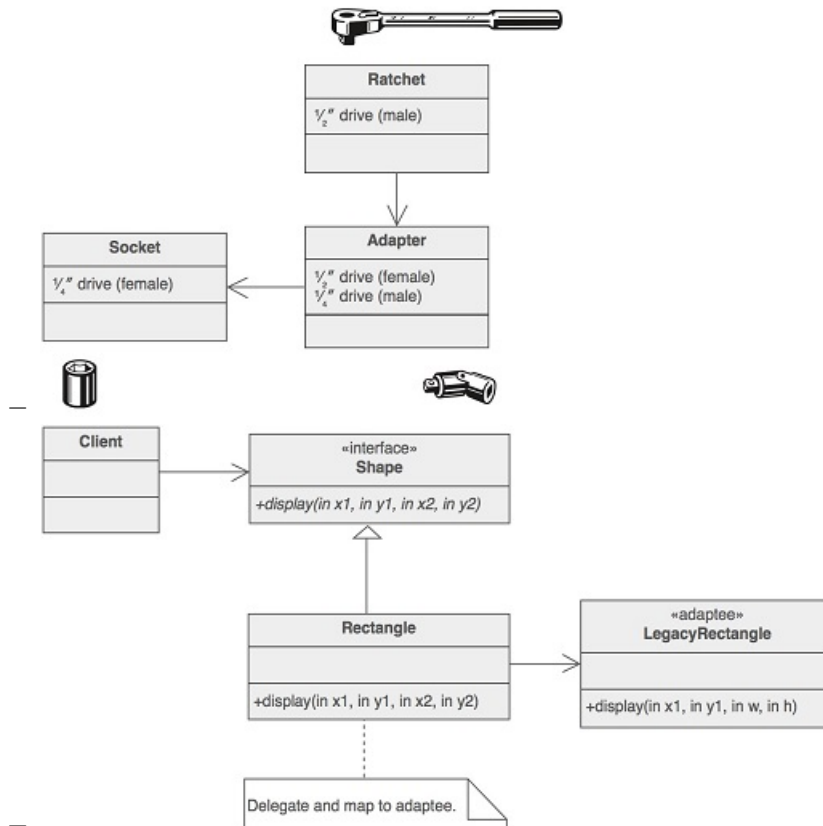 Ratchet
½″ drive (male)
Socket
¼″ drive (female)
Adapter
½″ drive (female)
¼″ drive (male)
Client
«interface»
Shape
+display(in x1, in y1, in x2, in y2)
Rectangle
+display(in x1, in y1, in x2, in y2)
«adaptee»
LegacyRectangle
+display(in x1, in y1, in w, in h)
Delegate and map to adaptee.